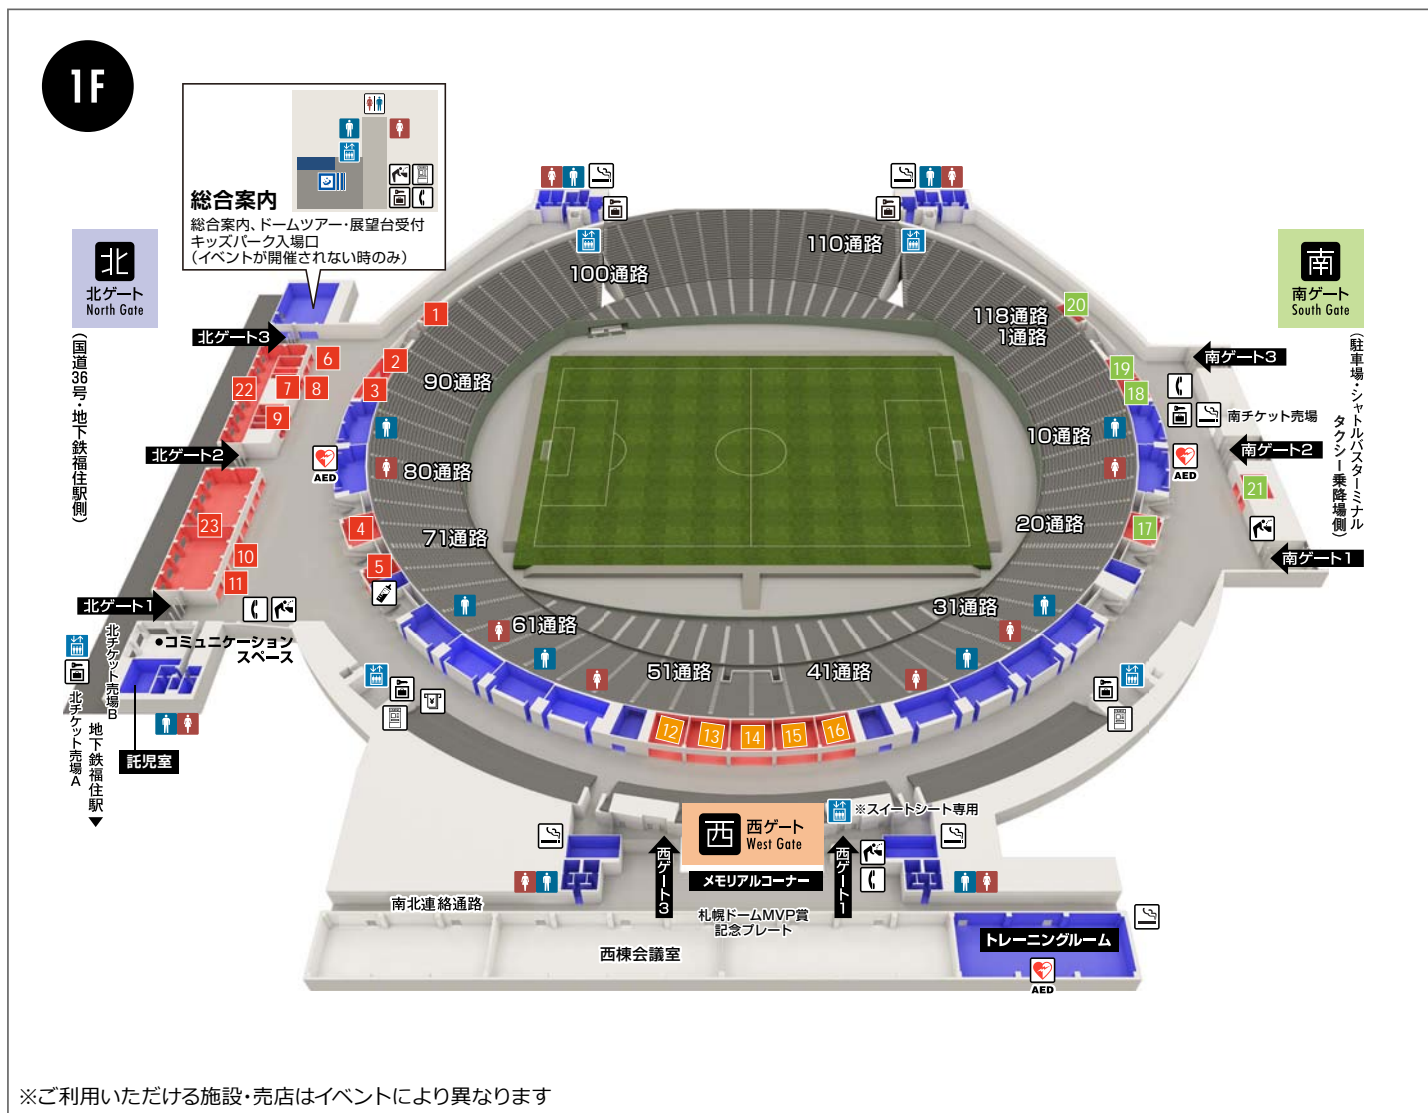 1F
総合案内
総合案内、ドームツアー・展望台受付
キッズパーク入場口
（イベントが開催されない時のみ）
北
北ゲート
North Gate
（国道36号・地下鉄福住駅側）
南
南ゲート
South Gate
（駐車場・シャトルバスターミナル
タクシー乗降場側）
100通路
110通路
118通路
1通路
90通路
80通路
71通路
61通路
51通路
41通路
31通路
20通路
10通路
北ゲート3
北ゲート2
北ゲート1
南ゲート3
南ゲート2
南ゲート1
南チケット売場
1
2
3
4
5
6
7
8
9
10
11
22
23
20
19
18
17
21
12
13
14
15
16
AED
AED
•コミュニケーション
スペース
北チケット売場B
北チケット売場A
地下鉄福住駅▼
託児室
西
西ゲート
West Gate
メモリアルコーナー
西ゲート3
西ゲート1
※スイートシート専用
札幌ドームMVP賞
記念プレート
南北連絡通路
西棟会議室
トレーニングルーム
AED
※ご利用いただける施設・売店はイベントにより異なります